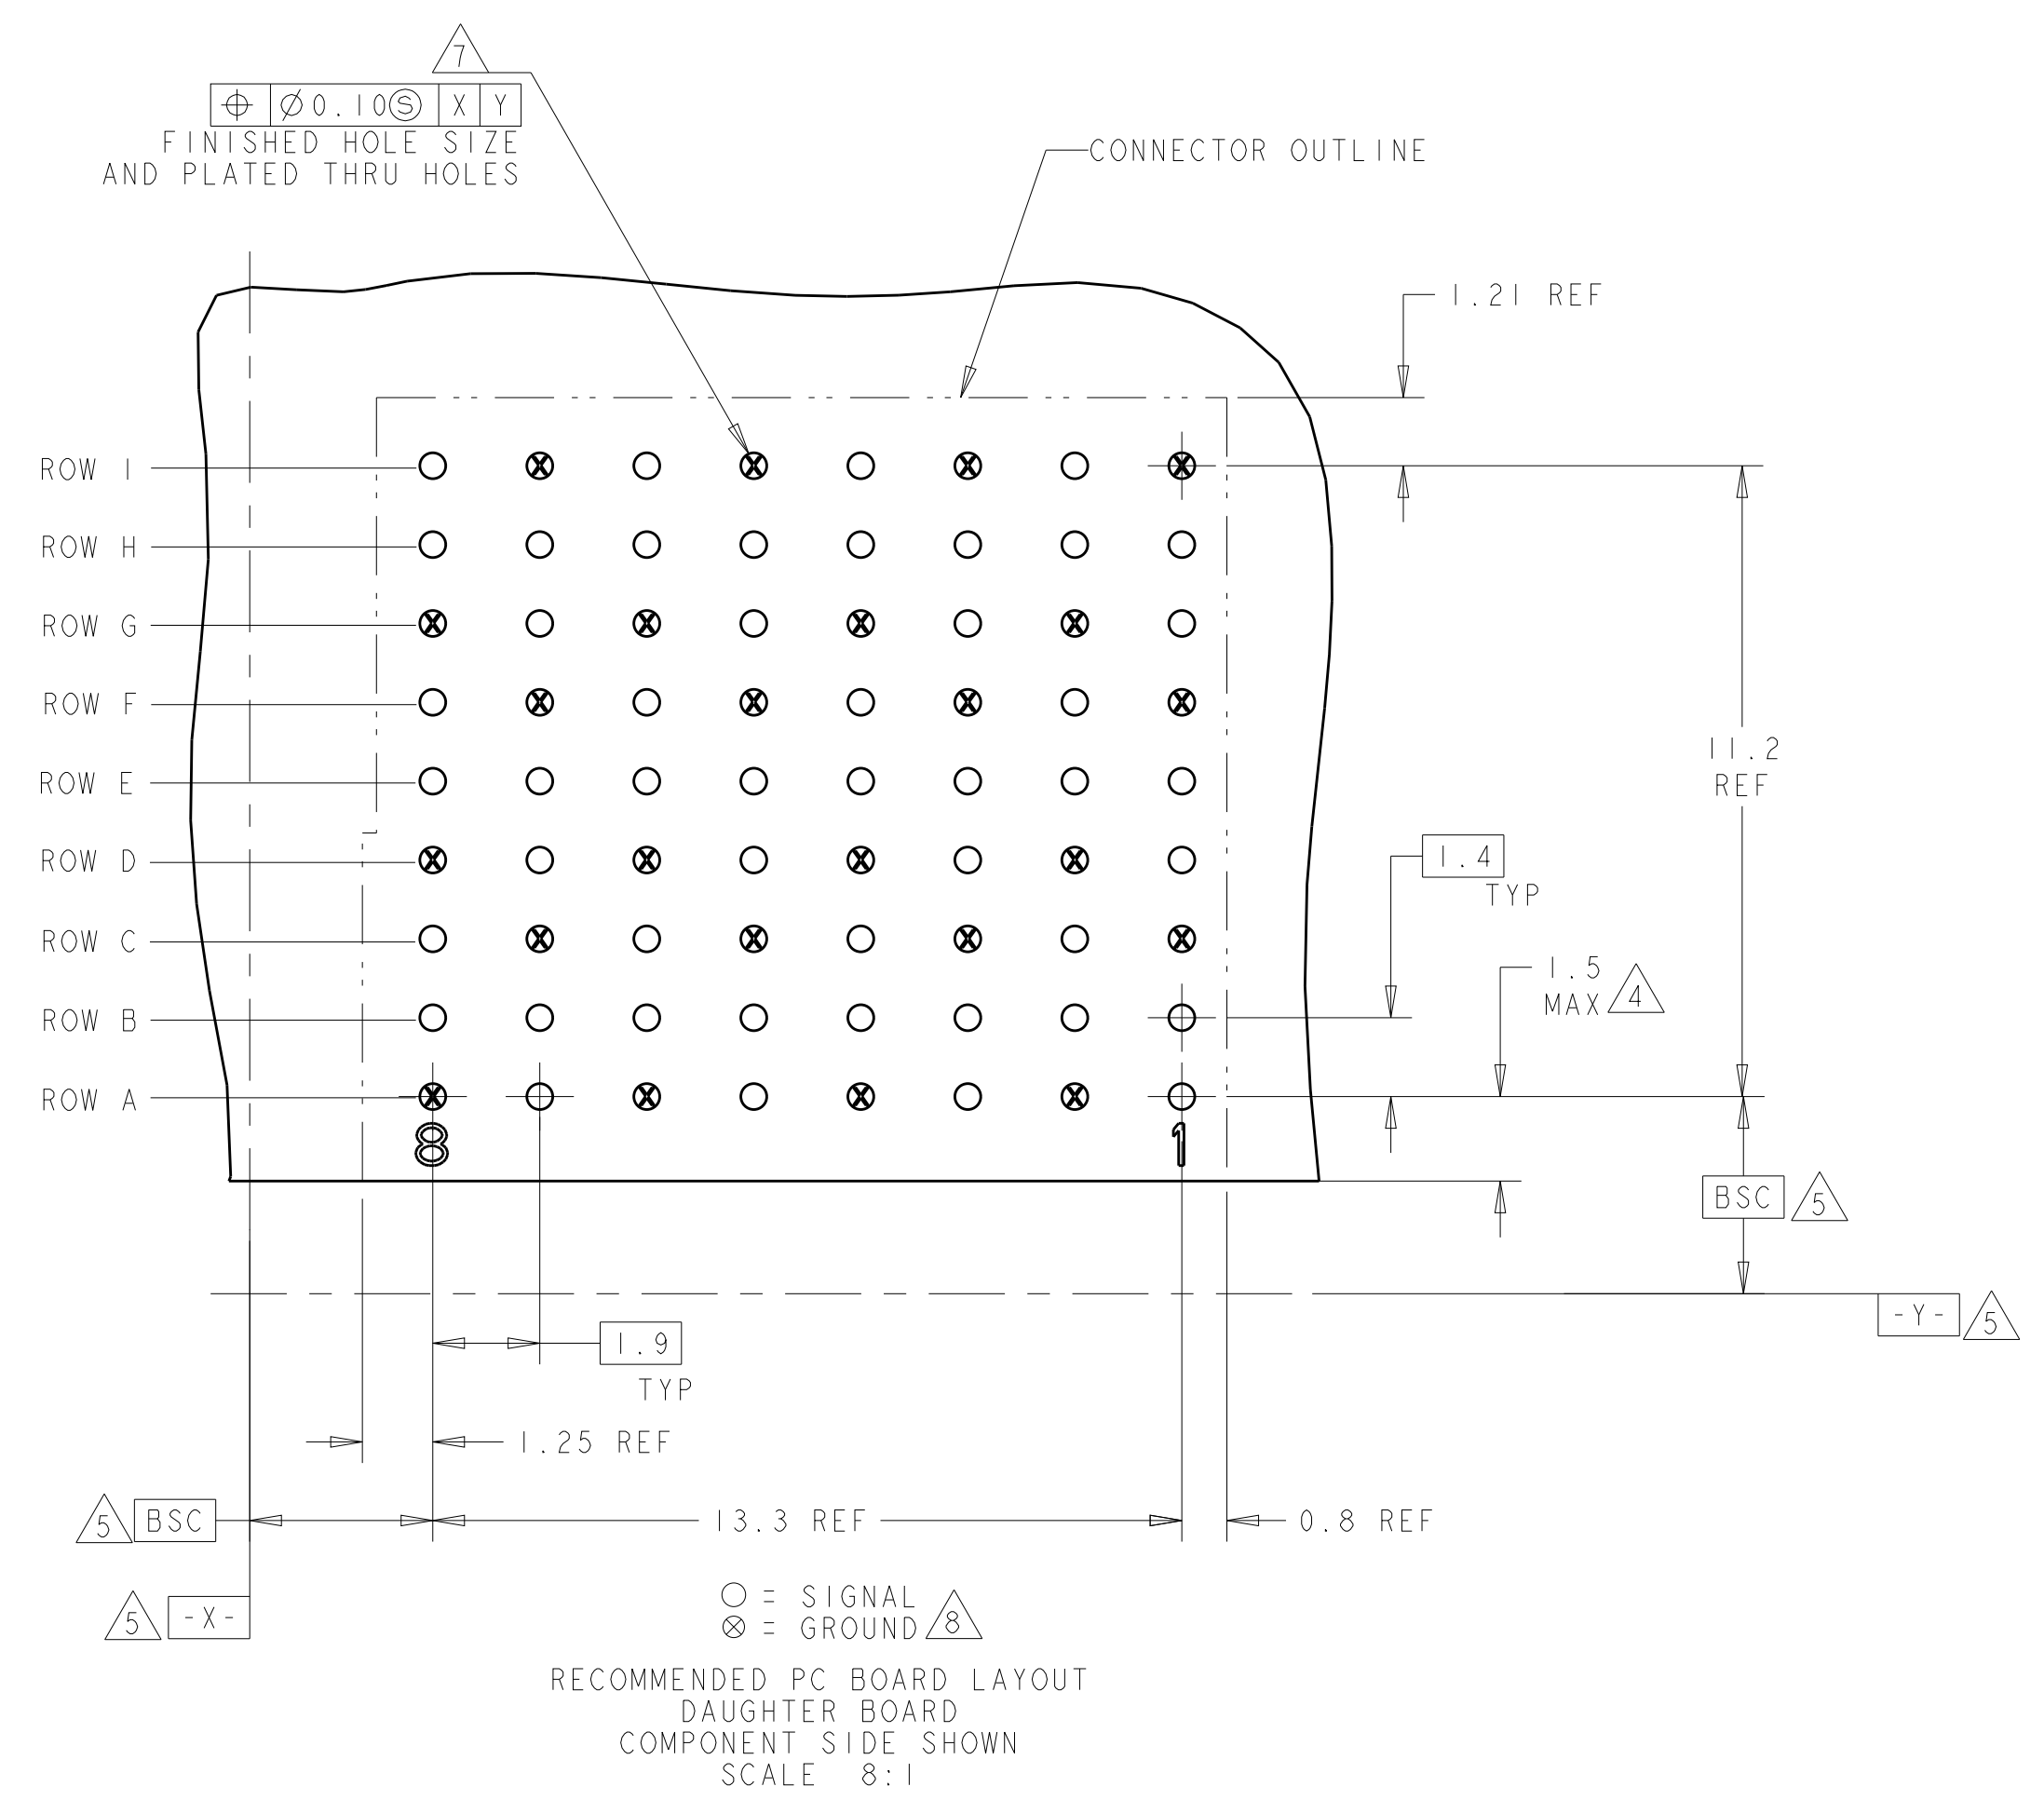 7
⌖ ⌀0.10Ⓢ X Y
FINISHED HOLE SIZE
AND PLATED THRU HOLES
CONNECTOR OUTLINE
1.21 REF
ROW I
ROW H
ROW G
ROW F
ROW E
ROW D
ROW C
ROW B
ROW A
11.2
REF
1.4
TYP
1.5
MAX 4
8 1
BSC 5
-Y- 5
1.9
TYP
1.25 REF
5 BSC
13.3 REF
0.8 REF
5 -X-
○ = SIGNAL
⊗ = GROUND 8
RECOMMENDED PC BOARD LAYOUT
DAUGHTER BOARD
COMPONENT SIDE SHOWN
SCALE 8:1